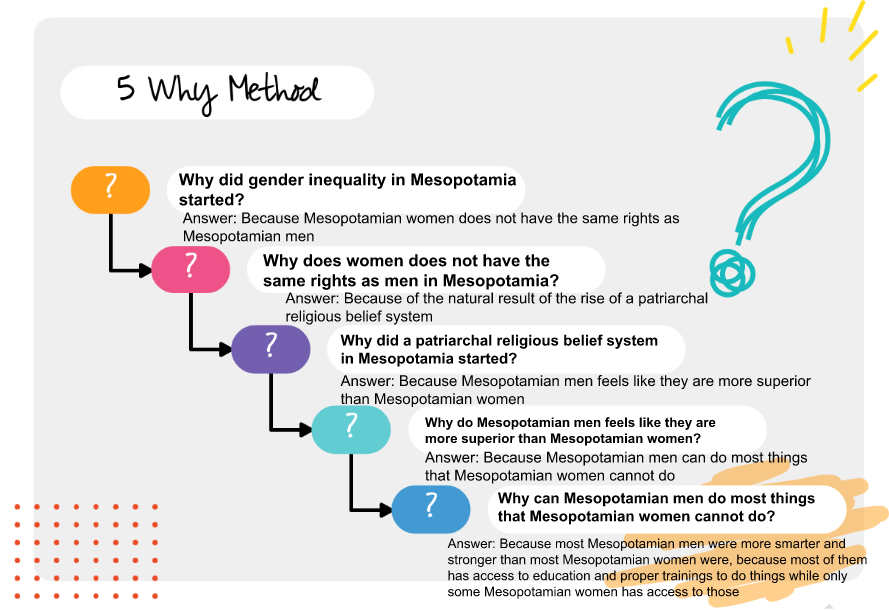 5 Why Method
?
Why did gender inequality in Mesopotamia
started?
Answer: Because Mesopotamian women does not have the same rights as
Mesopotamian men
?
Why does women does not have the
same rights as men in Mesopotamia?
Answer: Because of the natural result of the rise of a patriarchal
religious belief system
?
Why did a patriarchal religious belief system
in Mesopotamia started?
Answer: Because Mesopotamian men feels like they are more superior
than Mesopotamian women
?
Why do Mesopotamian men feels like they are
more superior than Mesopotamian women?
Answer: Because Mesopotamian men can do most things
that Mesopotamian women cannot do
?
Why can Mesopotamian men do most things
that Mesopotamian women cannot do?
Answer: Because most Mesopotamian men were more smarter and
stronger than most Mesopotamian women were, because most of them
has access to education and proper trainings to do things while only
some Mesopotamian women has access to those